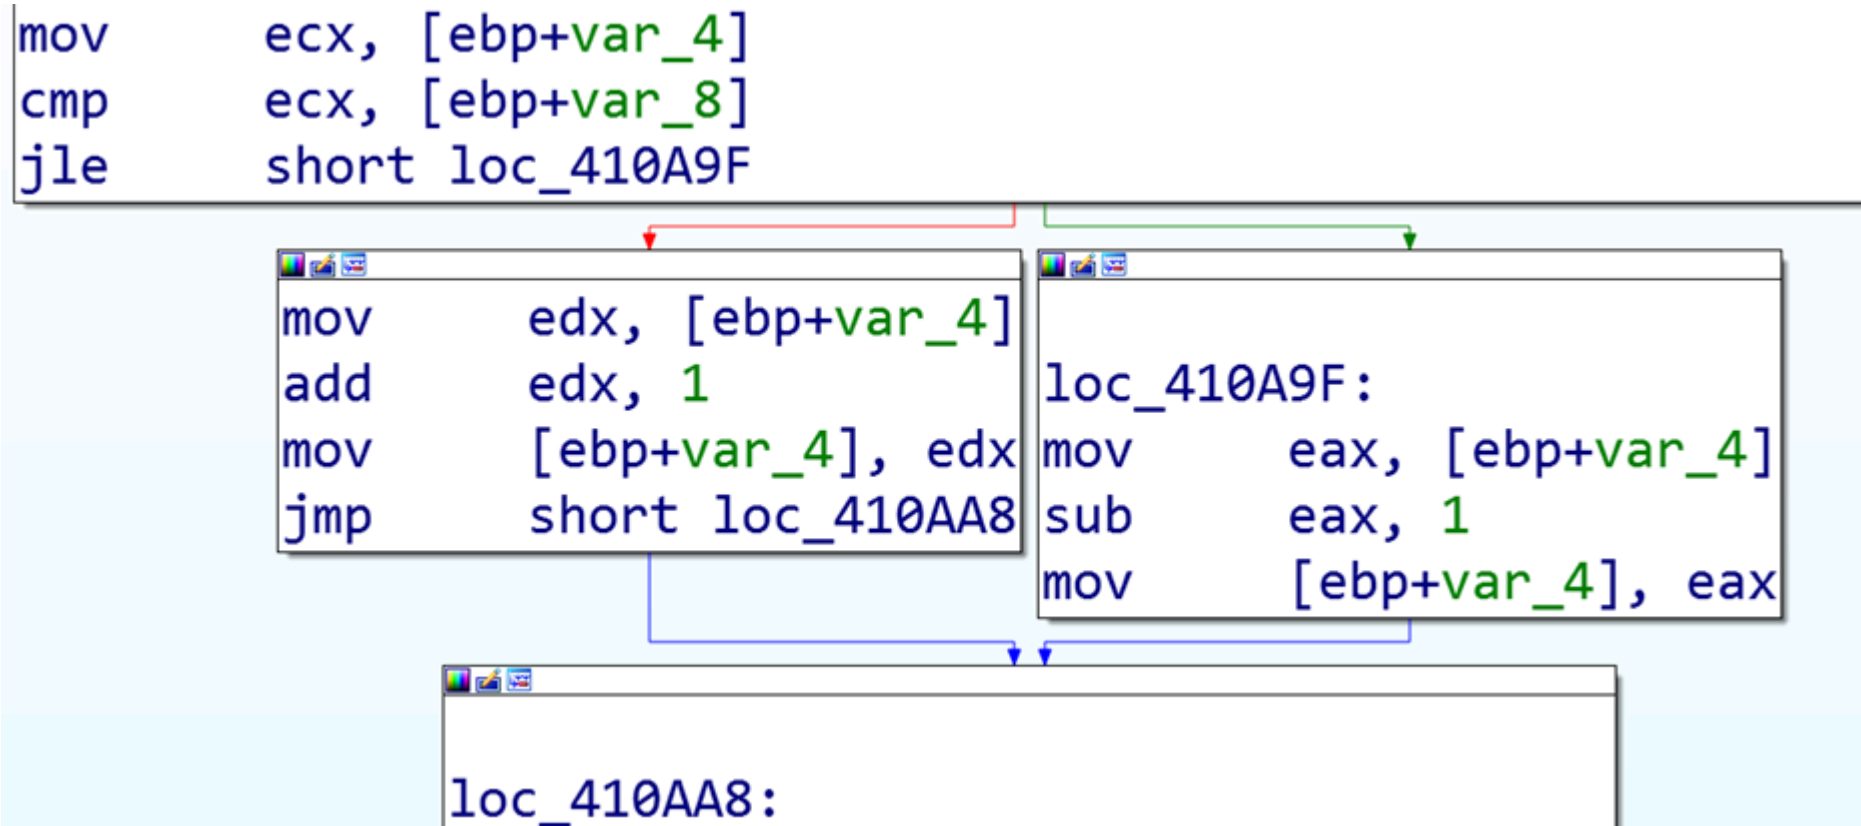 mov ecx, [ebp+var_4]
cmp ecx, [ebp+var_8]
jle short loc_410A9F
mov edx, [ebp+var_4]
add edx, 1
mov [ebp+var_4], edx
jmp short loc_410AA8
loc_410A9F:
mov eax, [ebp+var_4]
sub eax, 1
mov [ebp+var_4], eax
loc_410AA8: